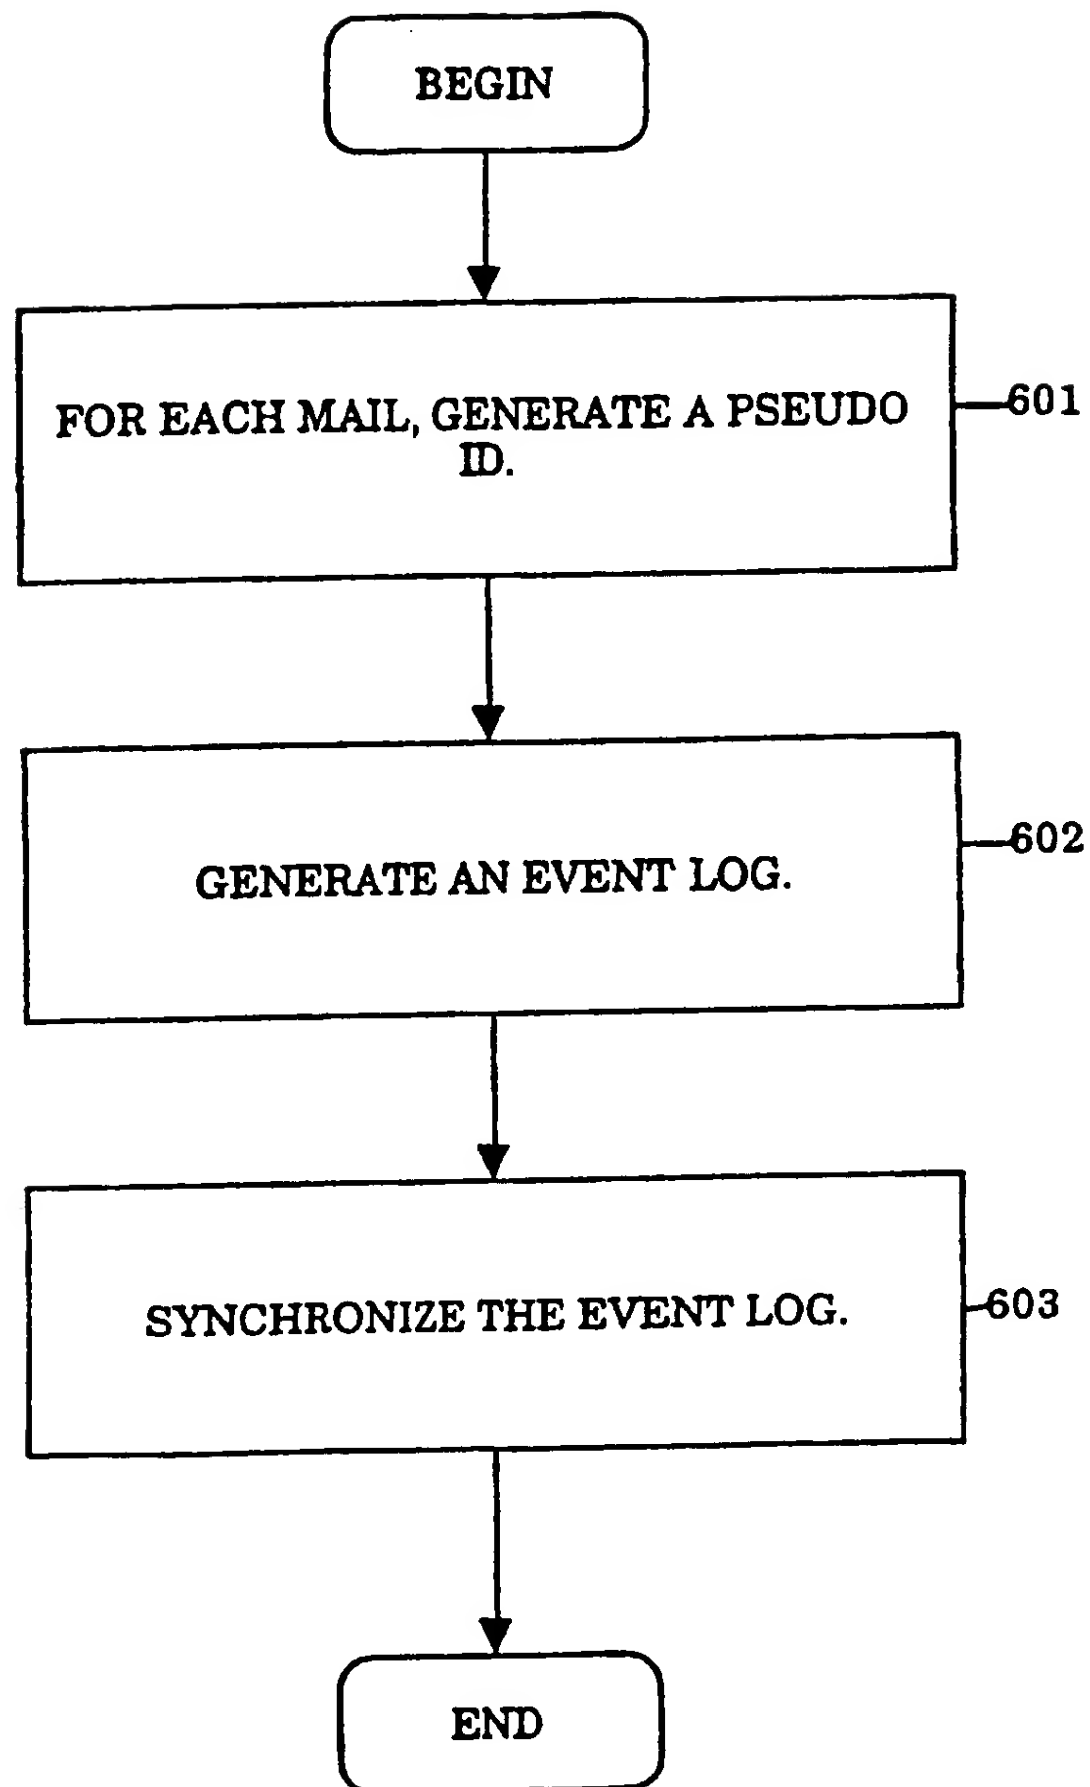 BEGIN
FOR EACH MAIL, GENERATE A PSEUDO
ID.
601
GENERATE AN EVENT LOG.
602
SYNCHRONIZE THE EVENT LOG.
603
END